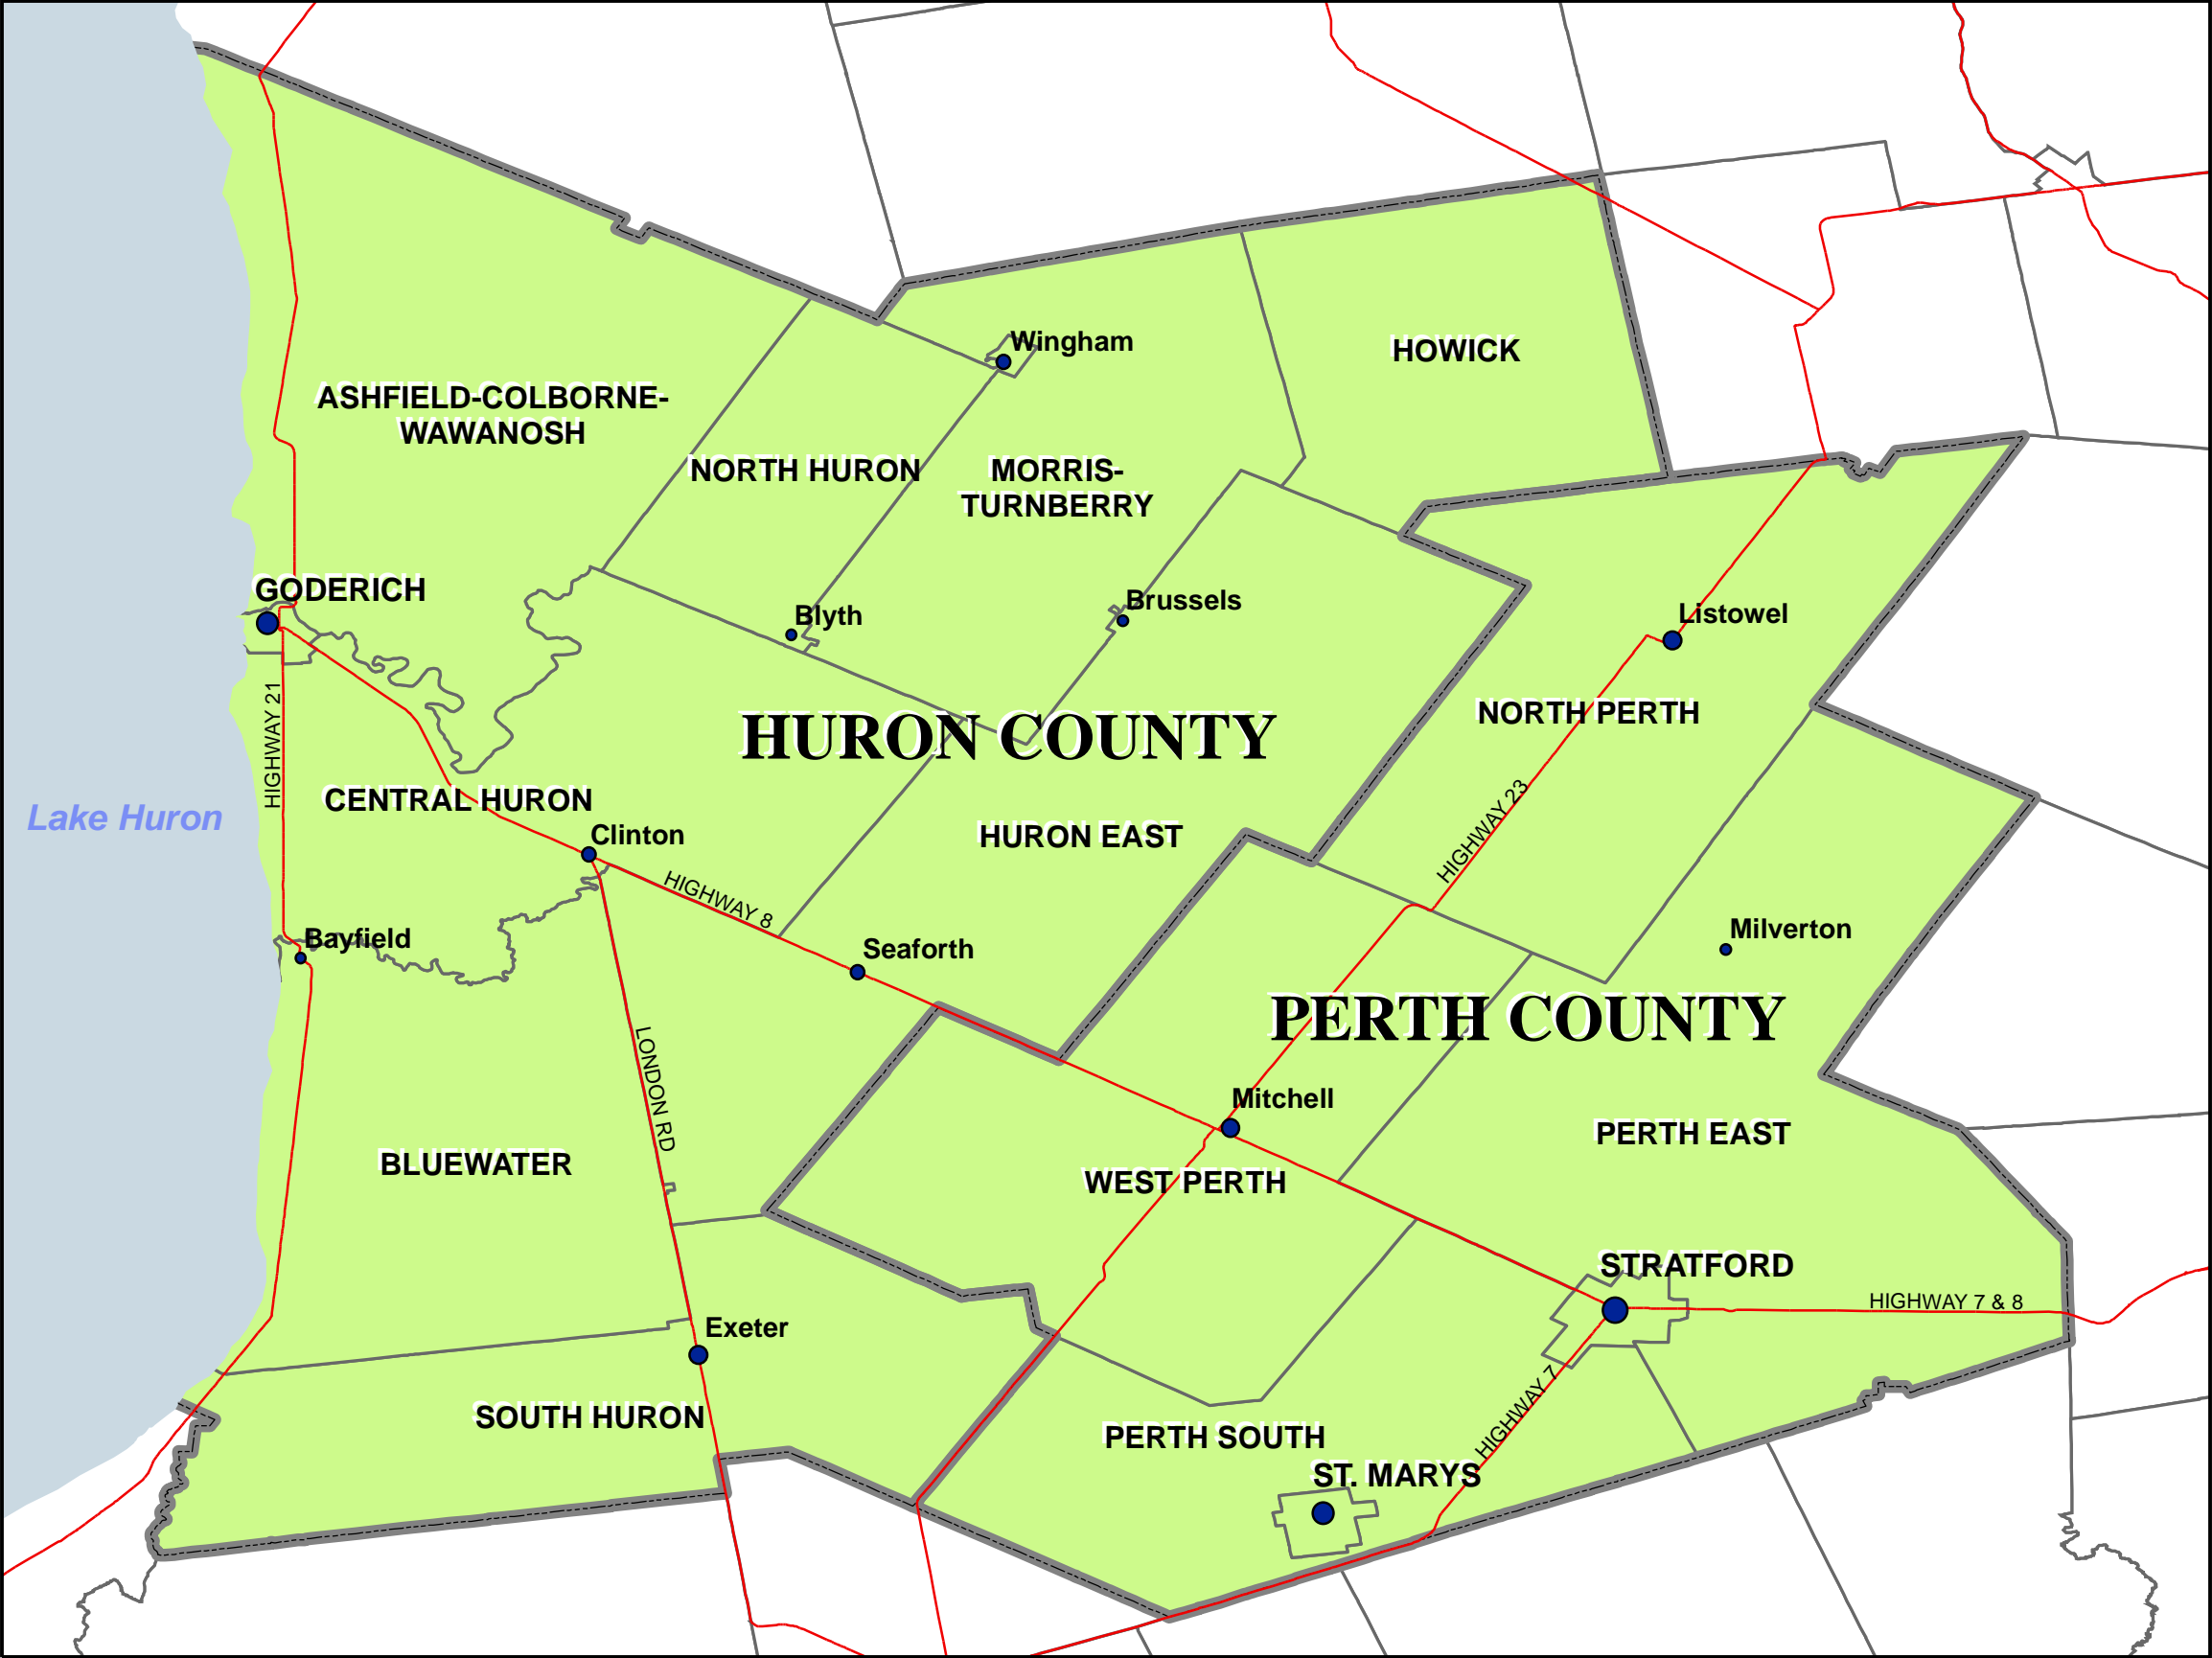 Wingham
HOWICK
ASHFIELD-COLBORNE-
WAWANOSH
NORTH HURON
MORRIS-
TURNBERRY
GODERICH
Blyth
Brussels
Listowel
HIGHWAY 21
HURON COUNTY
NORTH PERTH
Lake Huron
CENTRAL HURON
Clinton
HURON EAST
HIGHWAY 23
HIGHWAY 8
Bayfield
Seaforth
Milverton
PERTH COUNTY
LONDON RD
Mitchell
BLUEWATER
WEST PERTH
PERTH EAST
STRATFORD
HIGHWAY 7 & 8
Exeter
SOUTH HURON
PERTH SOUTH
HIGHWAY 7
ST. MARYS